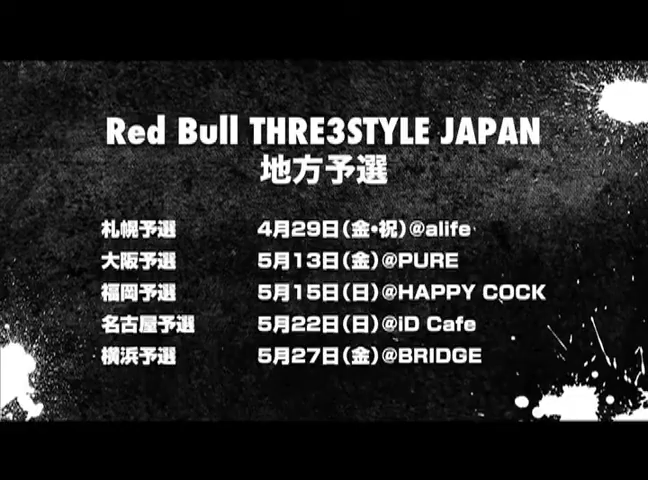 Red Bull THRE3STYLE JAPAN
地方予選
札幌予選 4月29日(金・祝)@alife
大阪予選 5月13日(金)@PURE
福岡予選 5月15日(日)@HAPPY COCK
名古屋予選 5月22日(日)@iD Cafe
横浜予選 5月27日(金)@BRIDGE